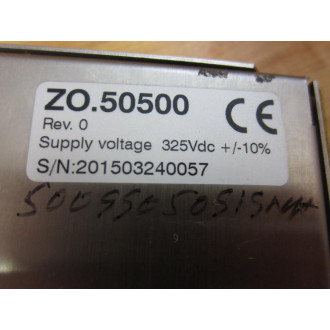 ZO.50500
CE
Rev. 0
Supply voltage 325Vdc +/-10%
S/N:201503240057